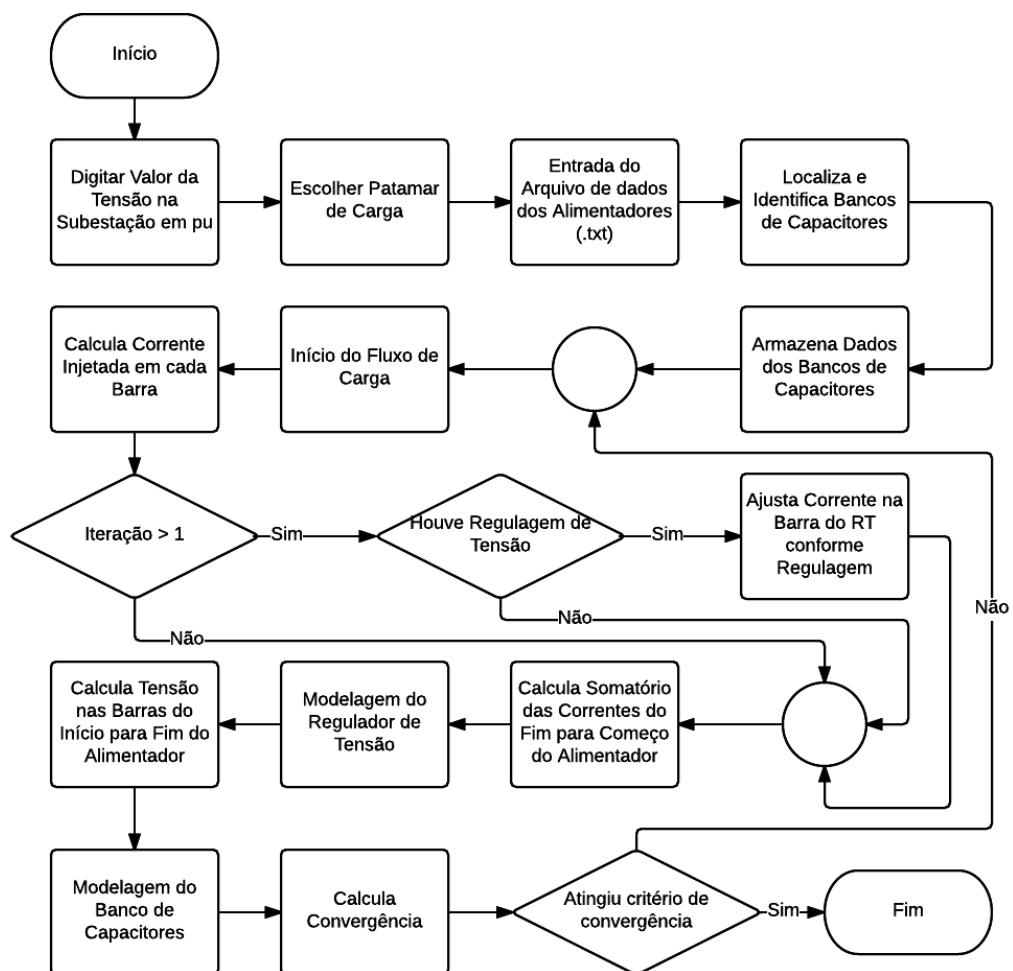 Início
Digitar Valor da
Tensão na
Subestação em pu
Escolher Patamar
de Carga
Entrada do
Arquivo de dados
dos Alimentadores
(.txt)
Localiza e
Identifica Bancos
de Capacitores
Armazena Dados
dos Bancos de
Capacitores
Início do Fluxo de
Carga
Calcula Corrente
Injetada em cada
Barra
Iteração > 1
Sim
Houve Regulagem de
Tensão
Sim
Ajusta Corrente na
Barra do RT
conforme
Regulagem
Não
Não
Não
Calcula Somatório
das Correntes do
Fim para Começo
do Alimentador
Modelagem do
Regulador de
Tensão
Calcula Tensão
nas Barras do
Início para Fim do
Alimentador
Modelagem do
Banco de
Capacitores
Calcula
Convergência
Atingiu critério de
convergência
Sim
Fim